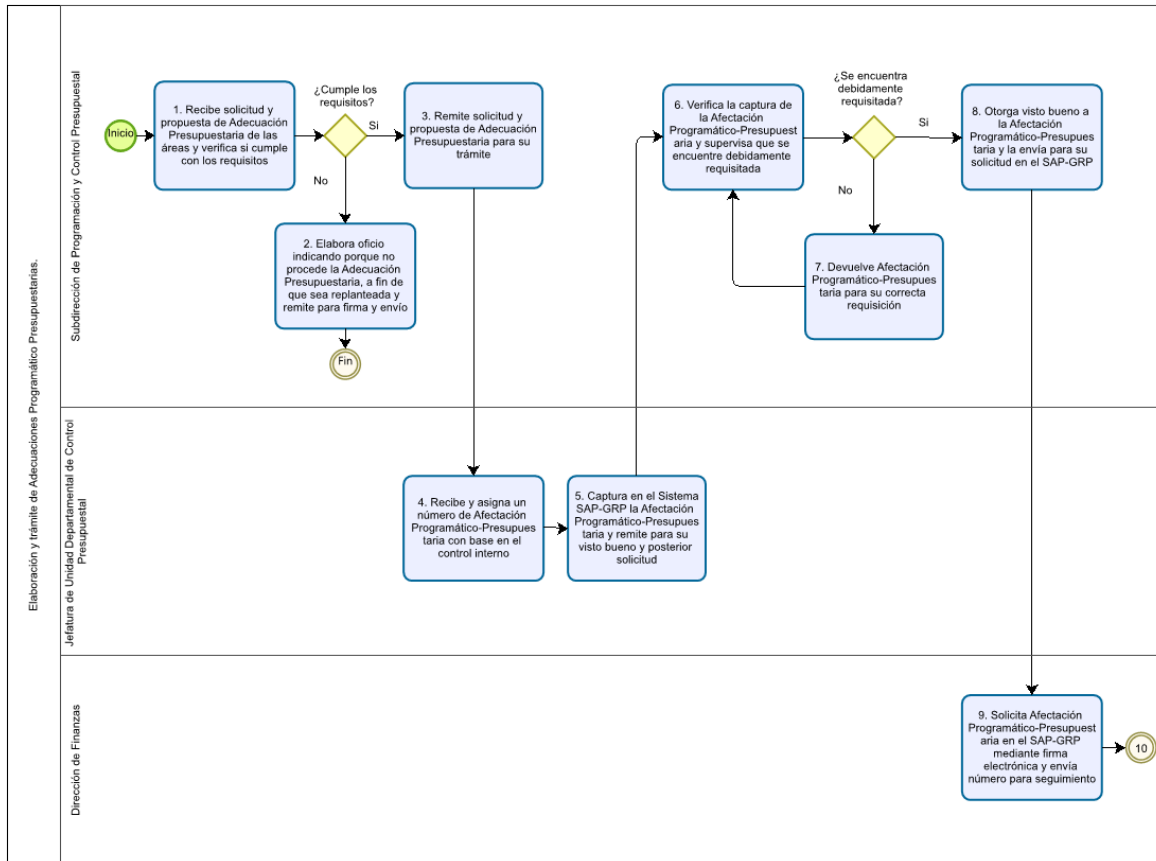 Elaboración y trámite de Adecuaciones Programático Presupuestarias.
Subdirección de Programación y Control Presupuestal
Inicio
1. Recibe solicitud y
propuesta de Adecuación
Presupuestaria de las
áreas y verifica si cumple
con los requisitos
¿Cumple los
requisitos?
Si
No
2. Elabora oficio
indicando porque no
procede la Adecuación
Presupuestaria, a fin de
que sea replanteada y
remite para firma y envío
Fin
3. Remite solicitud y
propuesta de Adecuación
Presupuestaria para su
trámite
6. Verifica la captura de
la Afectación
Programático-Presupuest
aria y supervisa que se
encuentre debidamente
requisitada
¿Se encuentra
debidamente
requisitada?
Si
No
7. Devuelve Afectación
Programático-Presupues
taria para su correcta
requisición
8. Otorga visto bueno a
la Afectación
Programático-Presupues
taria y la envía para su
solicitud en el SAP-GRP
Jefatura de Unidad Departamental de Control
Presupuestal
4. Recibe y asigna un
número de Afectación
Programático-Presupues
taria con base en el
control interno
5. Captura en el Sistema
SAP-GRP la Afectación
Programático-Presupues
taria y remite para su
visto bueno y posterior
solicitud
Dirección de Finanzas
9. Solicita Afectación
Programático-Presupuest
aria en el SAP-GRP
mediante firma
electrónica y envía
número para seguimiento
10